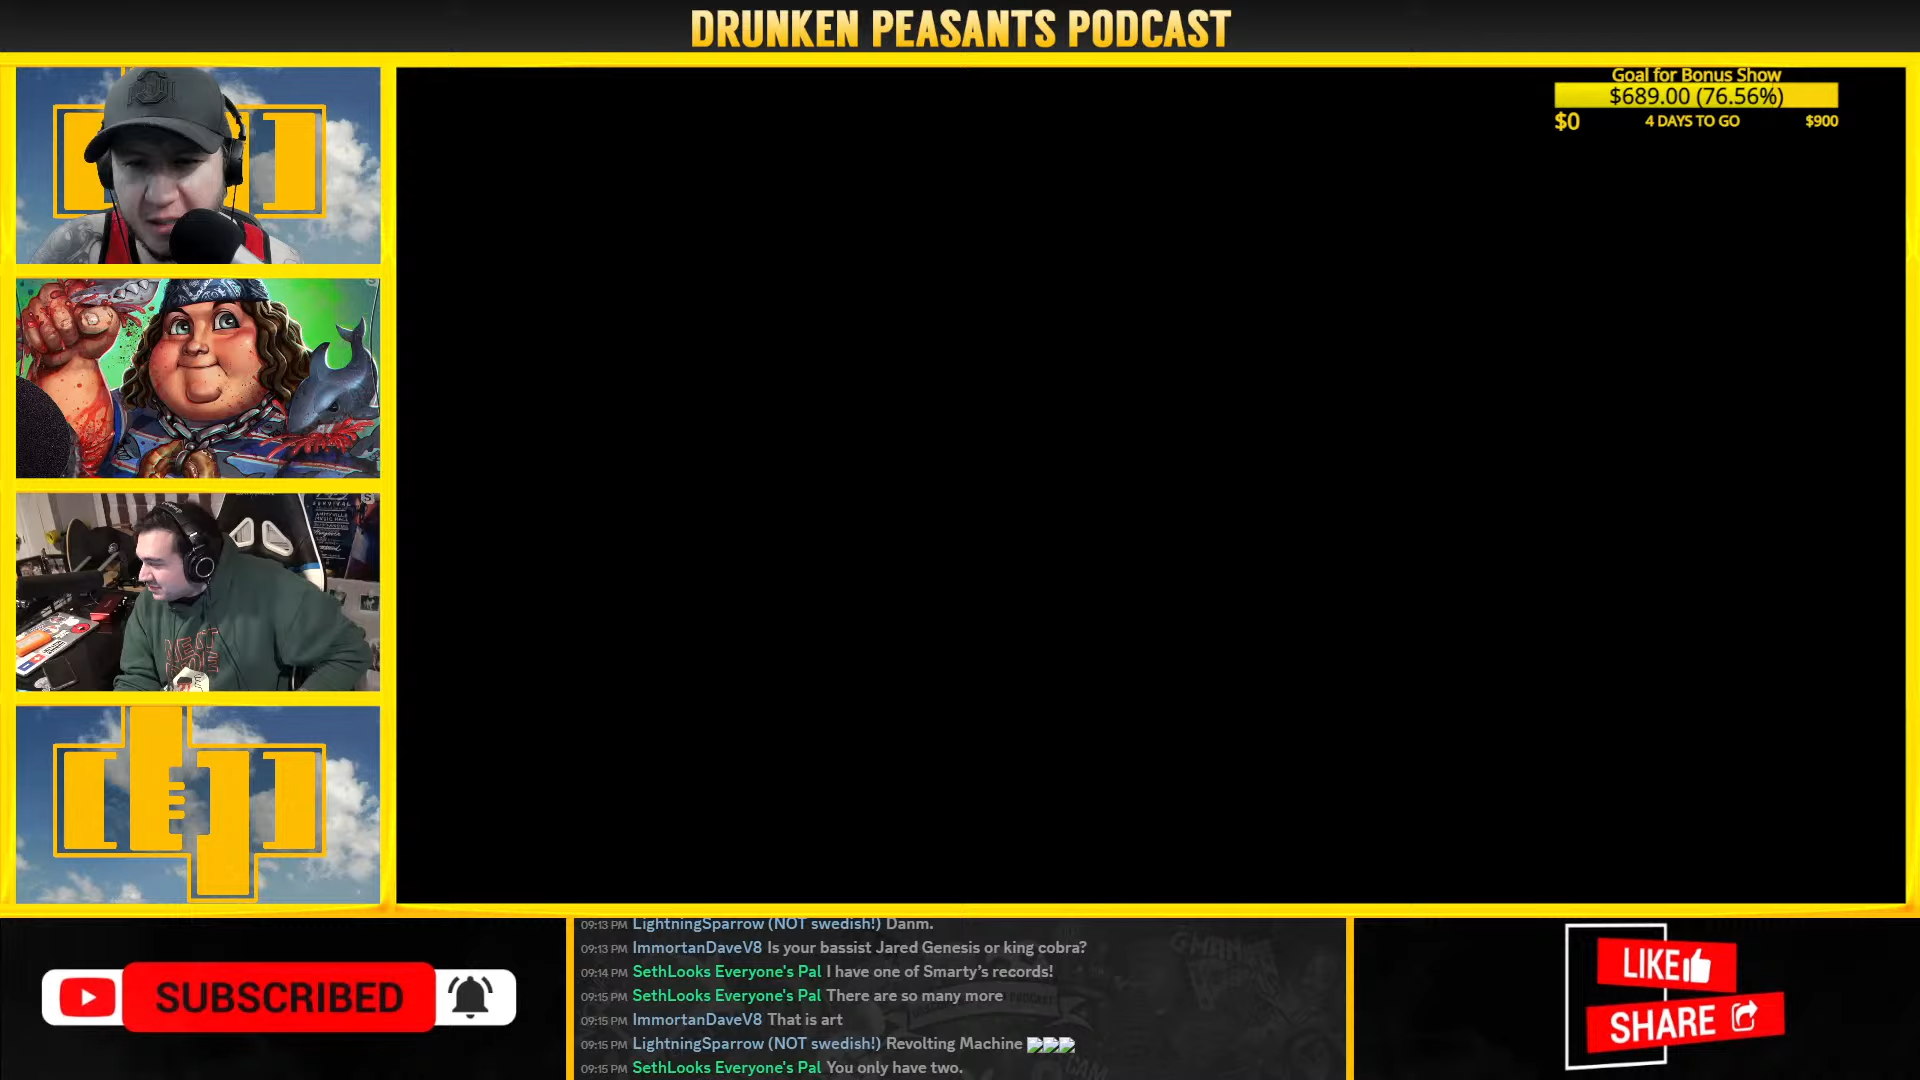 DRUNKEN PEASANTS PODCAST
Goal for Bonus Show
$689.00 (76.56%)
$0 4 DAYS TO GO $900
09:13 PM LightningSparrow (NOT swedish!) Danm.
09:13 PM ImmortanDaveV8 Is your bassist Jared Genesis or king cobra?
09:14 PM SethLooks Everyone's Pal I have one of Smarty's records!
09:15 PM SethLooks Everyone's Pal There are so many more
09:15 PM ImmortanDaveV8 That is art
09:15 PM LightningSparrow (NOT swedish!) Revolting Machine
09:15 PM SethLooks Everyone's Pal You only have two.
SUBSCRIBED
LIKE
SHARE